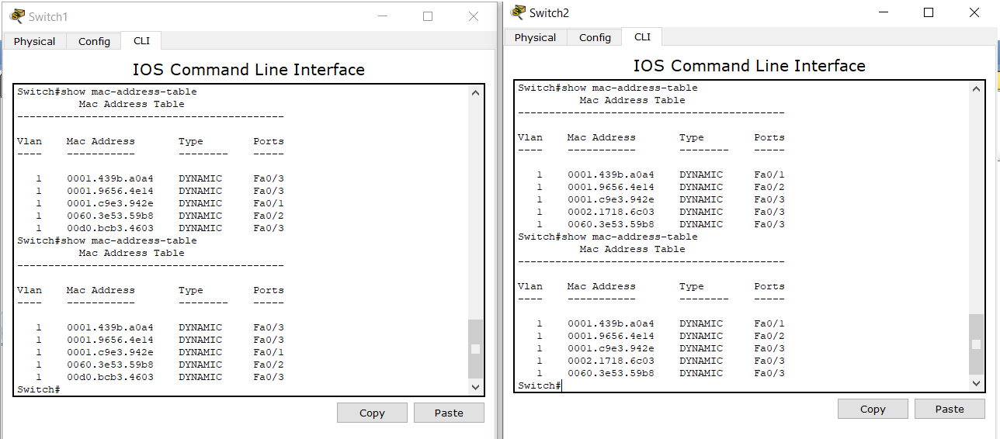 Switch1
Physical Config CLI
IOS Command Line Interface
Switch#show mac-address-table
Mac Address Table
-------------------------------------------
Vlan Mac Address Type Ports
---- ----------- -------- -----
1 0001.439b.a0a4 DYNAMIC Fa0/3
1 0001.9656.4e14 DYNAMIC Fa0/3
1 0001.c9e3.942e DYNAMIC Fa0/1
1 0060.3e53.59b8 DYNAMIC Fa0/2
1 00d0.bcb3.4603 DYNAMIC Fa0/3
Switch#show mac-address-table
Mac Address Table
-------------------------------------------
Vlan Mac Address Type Ports
---- ----------- -------- -----
1 0001.439b.a0a4 DYNAMIC Fa0/3
1 0001.9656.4e14 DYNAMIC Fa0/3
1 0001.c9e3.942e DYNAMIC Fa0/1
1 0060.3e53.59b8 DYNAMIC Fa0/2
1 00d0.bcb3.4603 DYNAMIC Fa0/3
Switch#
Copy Paste
Switch2
Physical Config CLI
IOS Command Line Interface
Switch#show mac-address-table
Mac Address Table
-------------------------------------------
Vlan Mac Address Type Ports
---- ----------- -------- -----
1 0001.439b.a0a4 DYNAMIC Fa0/1
1 0001.9656.4e14 DYNAMIC Fa0/2
1 0001.c9e3.942e DYNAMIC Fa0/3
1 0002.1718.6c03 DYNAMIC Fa0/3
1 0060.3e53.59b8 DYNAMIC Fa0/3
Switch#show mac-address-table
Mac Address Table
-------------------------------------------
Vlan Mac Address Type Ports
---- ----------- -------- -----
1 0001.439b.a0a4 DYNAMIC Fa0/1
1 0001.9656.4e14 DYNAMIC Fa0/2
1 0001.c9e3.942e DYNAMIC Fa0/3
1 0002.1718.6c03 DYNAMIC Fa0/3
1 0060.3e53.59b8 DYNAMIC Fa0/3
Switch#
Copy Paste